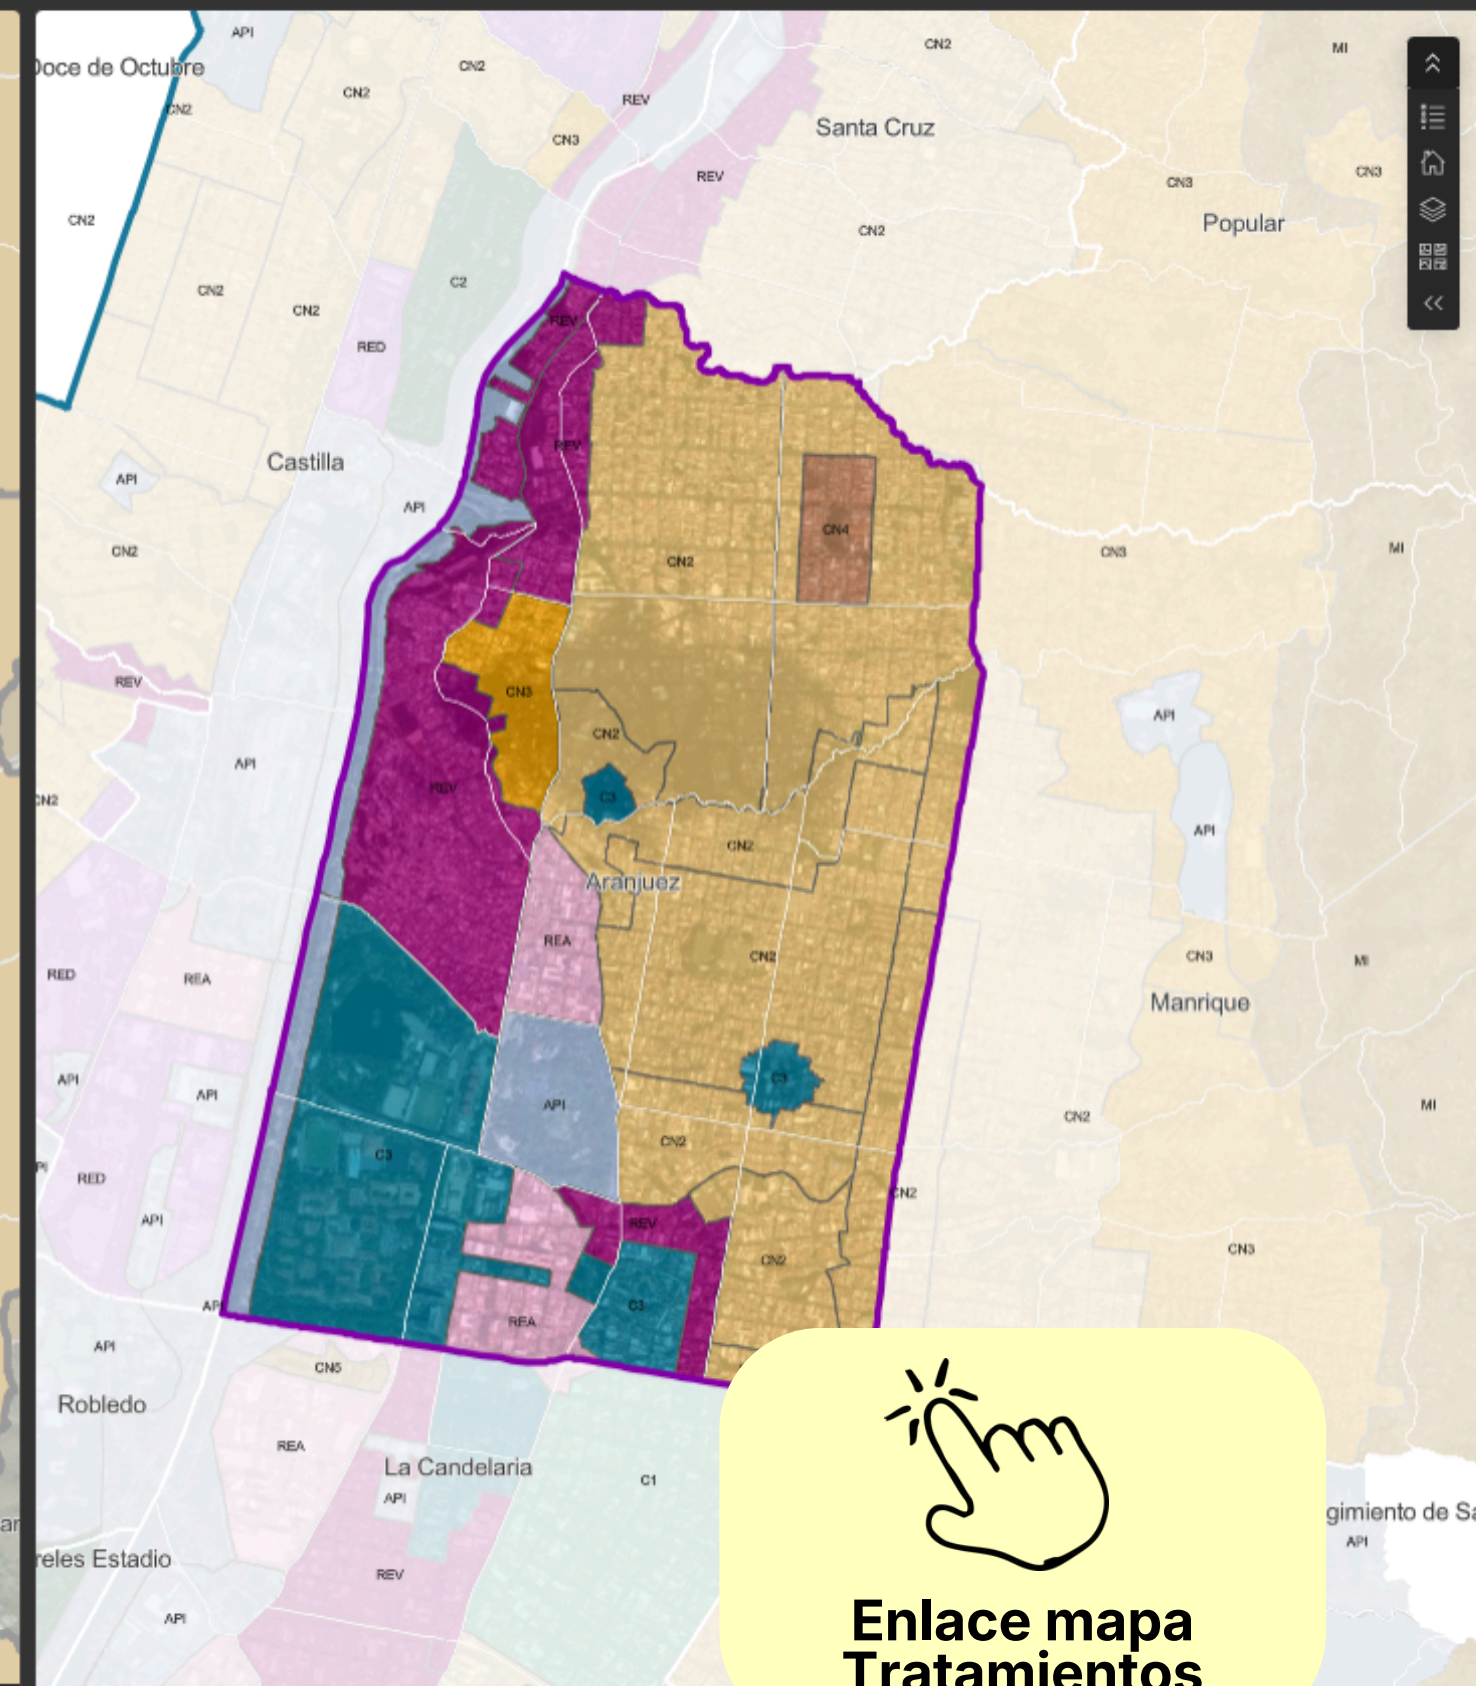 API
Doce de Octubre
CN2
CN2
CN2
CN2
MI
REV
CN3
Santa Cruz
REV
CN3
CN3
CN2
CN2
Popular
C2
CN2
CN2
REV
RED
REV
Castilla
API
API
CN4
CN2
CN2
CN3
MI
REV
CN3
CN2
API
API
REV
C3
CN2
API
CN2
Aranjuez
REA
CN2
CN3
MI
RED
REA
Manrique
C3
API
API
API
MI
CN2
CN2
C3
RED
CN2
API
REV
CN2
CN3
C3
REA
API
CN5
Robledo
REA
La Candelaria
C1
API
gimiento de Sa
API
reles Estadio
REV
API
Enlace mapa
Tratamientos